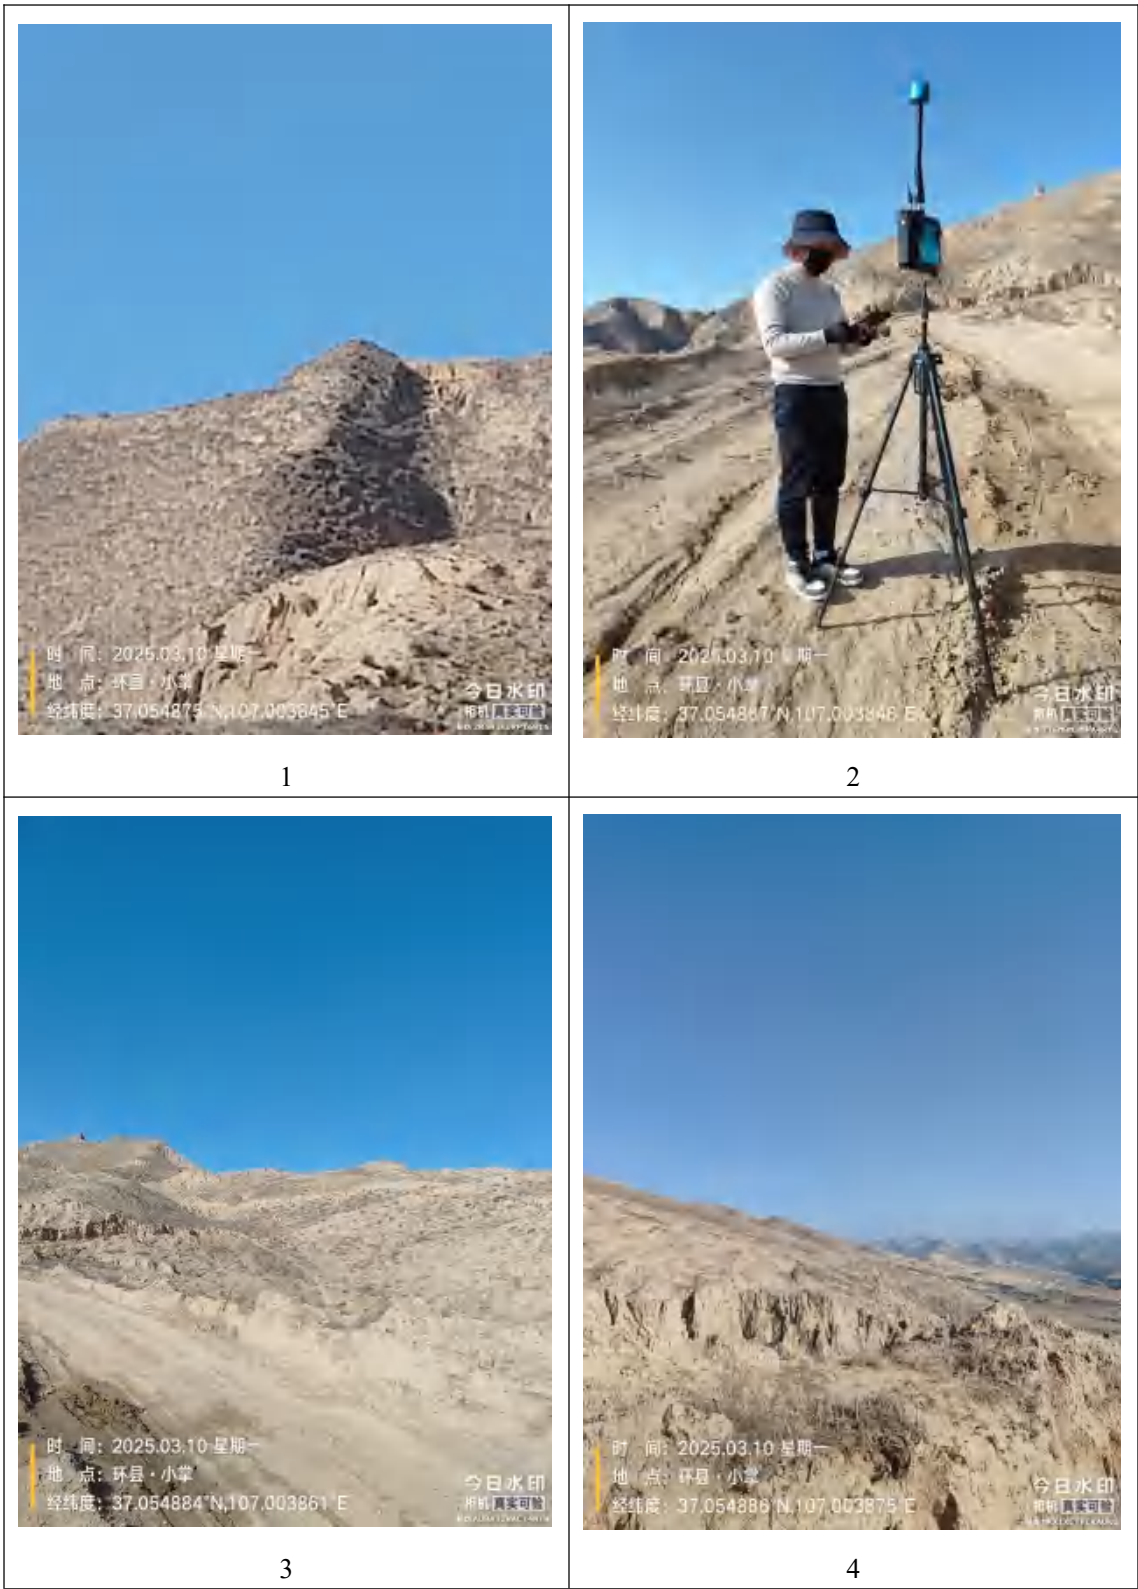 时 间: 2025.03.10 星期一
地 点: 环县·小掌
经纬度: 37.054875°N,107.003845°E
今日水印
相机 真实可验
1
时 间: 2025.03.10 星期一
地 点: 环县·小掌
经纬度: 37.054867°N,107.003846°E
今日水印
相机 真实可验
2
时 间: 2025.03.10 星期一
地 点: 环县·小掌
经纬度: 37.054884°N,107.003861°E
今日水印
相机 真实可验
3
时 间: 2025.03.10 星期一
地 点: 环县·小掌
经纬度: 37.054886°N,107.003875°E
今日水印
相机 真实可验
4